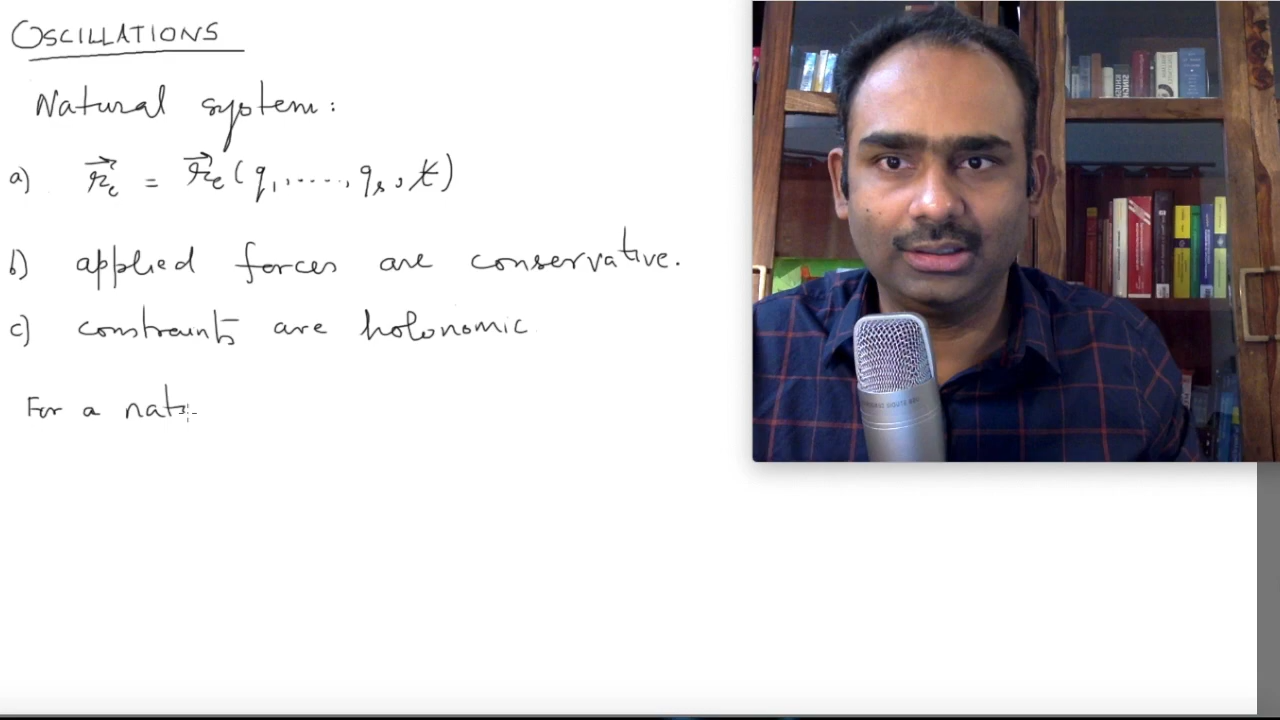 OSCILLATIONS
Natural system :
a) r⃗ᵢ = r⃗ᵢ ( q₁, ....., qₛ, t )
b) applied forces are conservative.
c) constraints are holonomic
For a nat